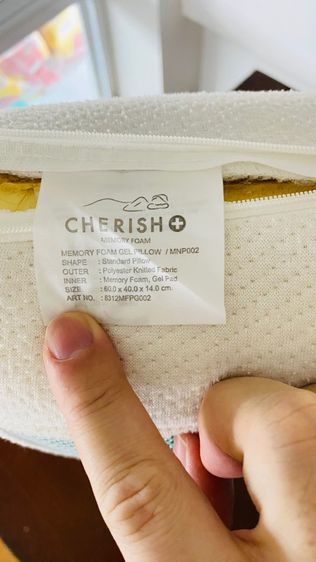 CHERISH
MEMORY FOAM
MEMORY FOAM GEL PILLOW / MNP002
SHAPE : Standard Pillow
OUTER : Polyester Knitted Fabric
INNER : Memory Foam, Gel Pad
SIZE : 60.0 x 40.0 x 14.0 cm.
ART NO. : 6312MFPG002